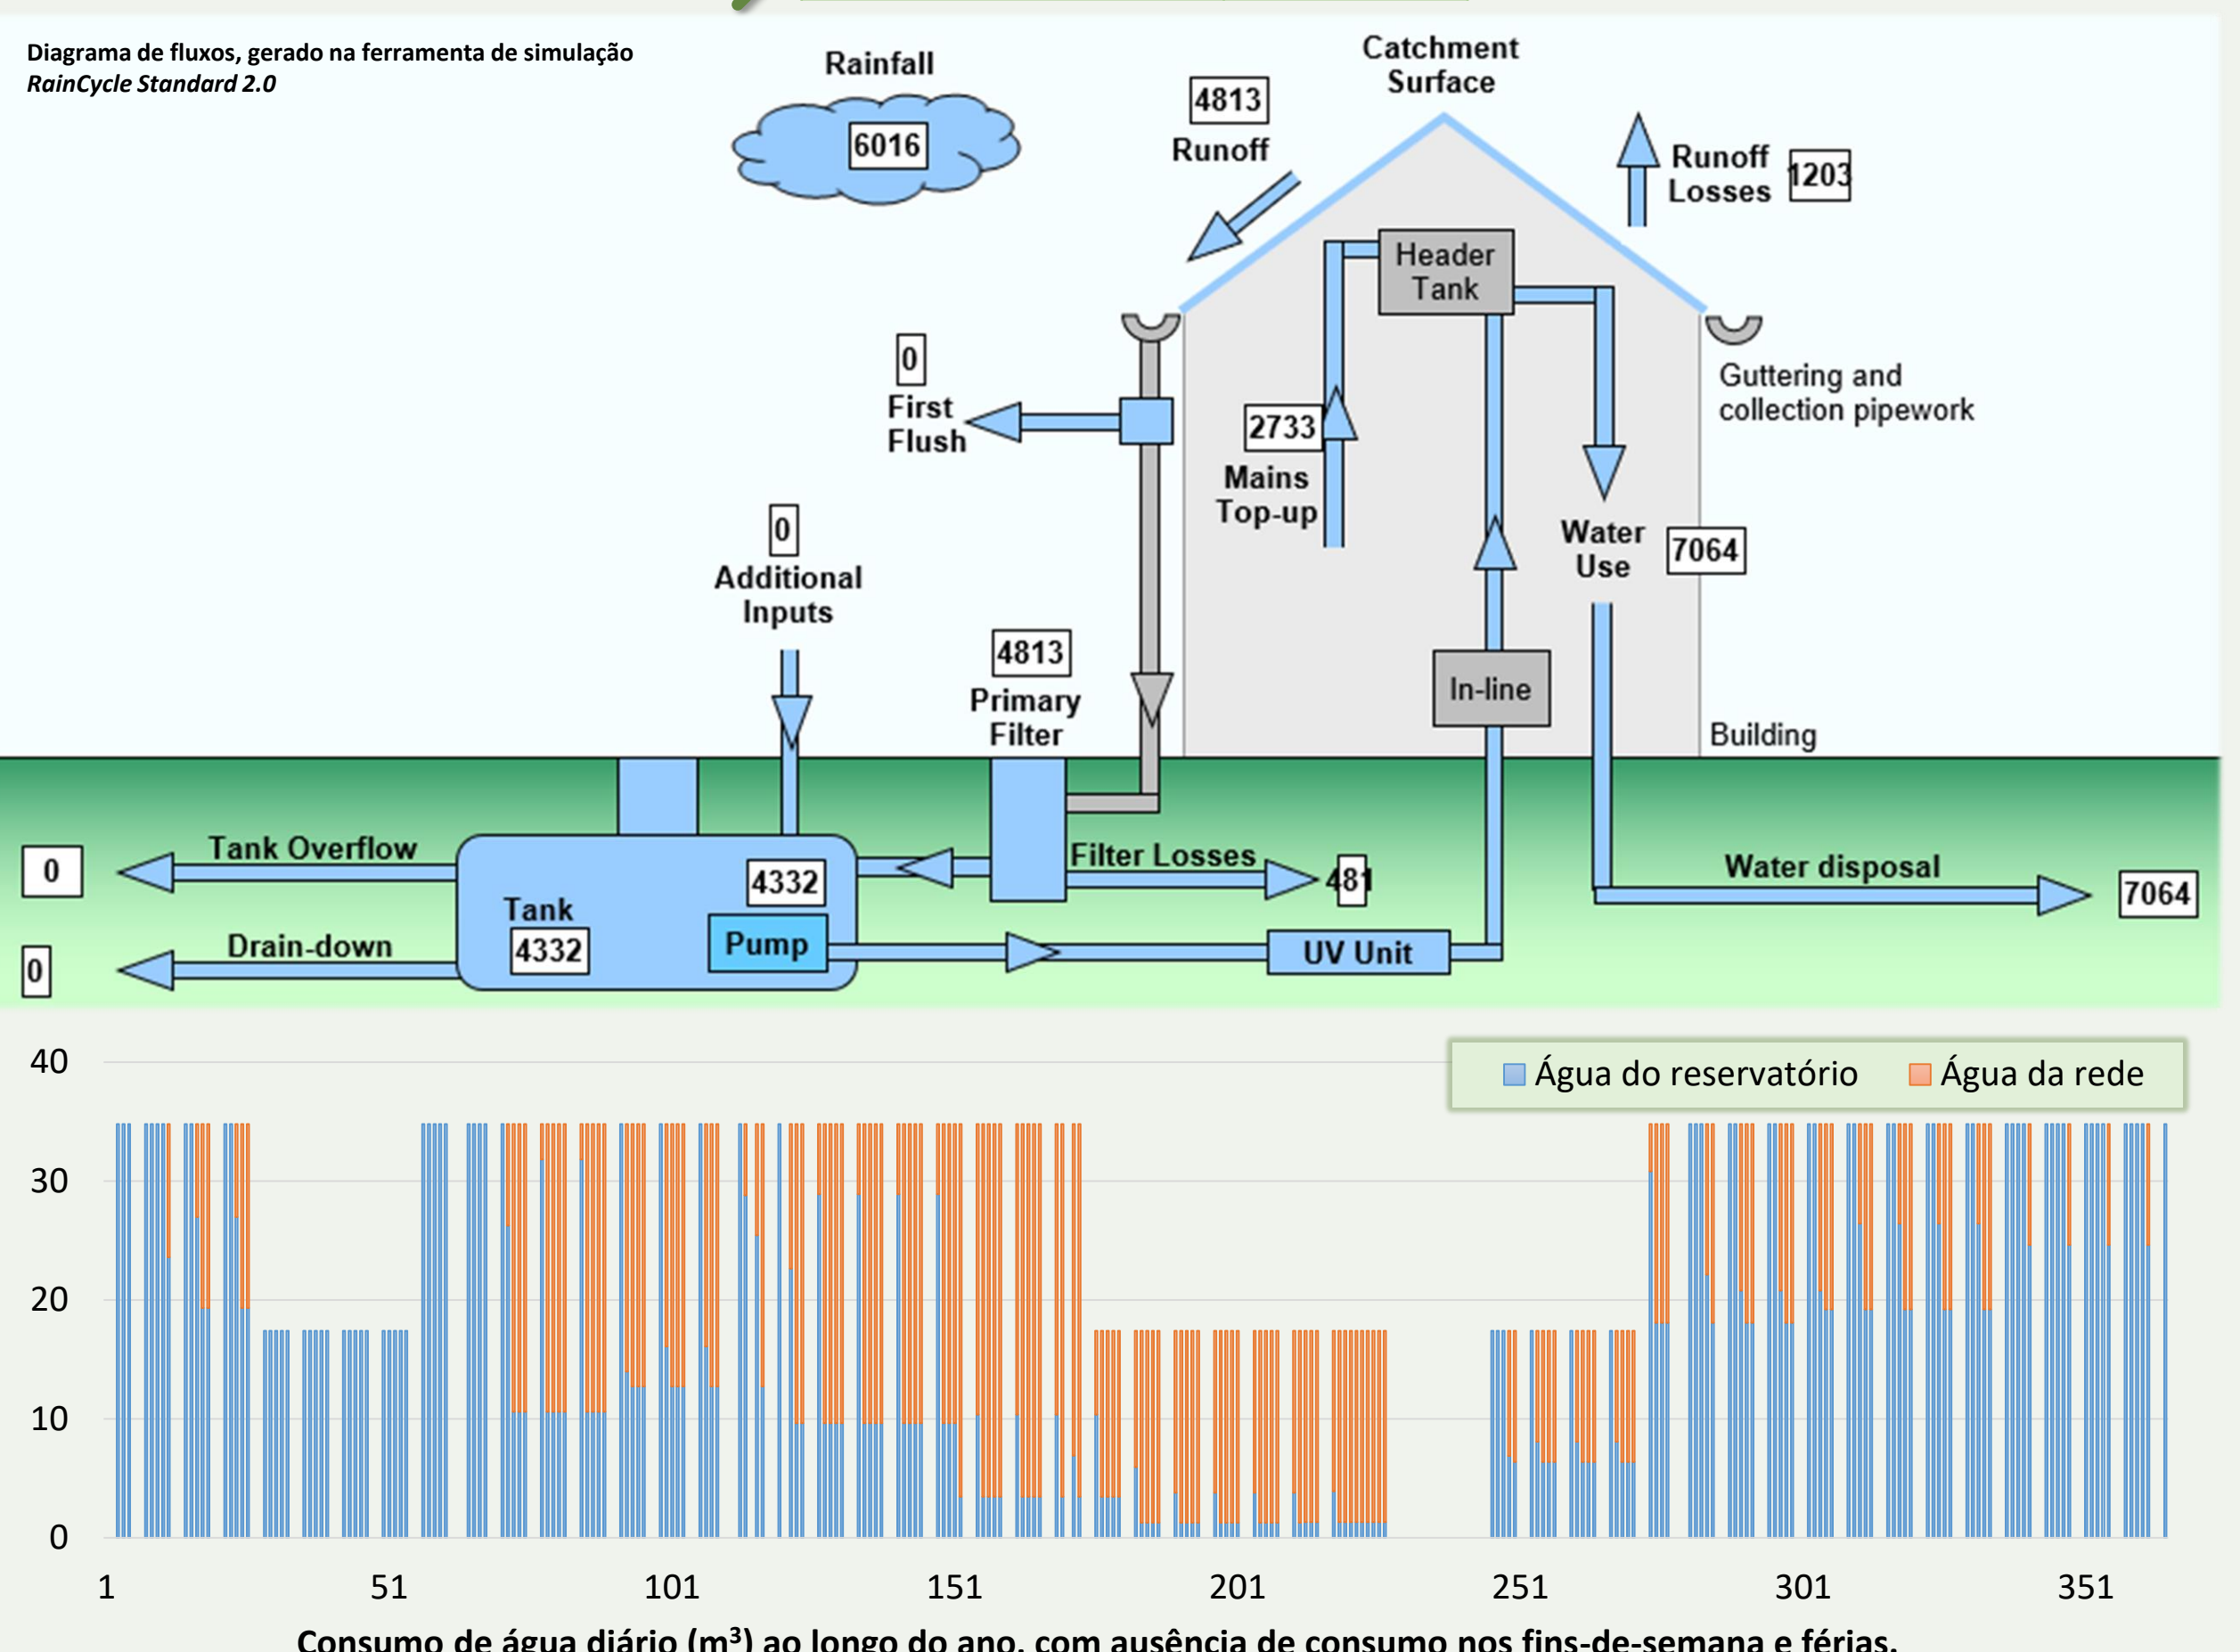 Diagrama de fluxos, gerado na ferramenta de simulação
RainCycle Standard 2.0
Rainfall
6016
4813
Runoff
Catchment
Surface
Runoff
Losses
1203
Header
Tank
0
First
Flush
2733
Mains
Top-up
Guttering and
collection pipework
0
Additional
Inputs
Water
Use
7064
4813
Primary
Filter
In-line
Building
Tank Overflow
0
4332
Filter Losses
481
Water disposal
7064
Tank
4332
Pump
UV Unit
Drain-down
0
Água do reservatório
Água da rede
40
30
20
10
0
1 51 101 151 201 251 301 351
Consumo de água diário (m³) ao longo do ano, com ausência de consumo nos fins-de-semana e férias.